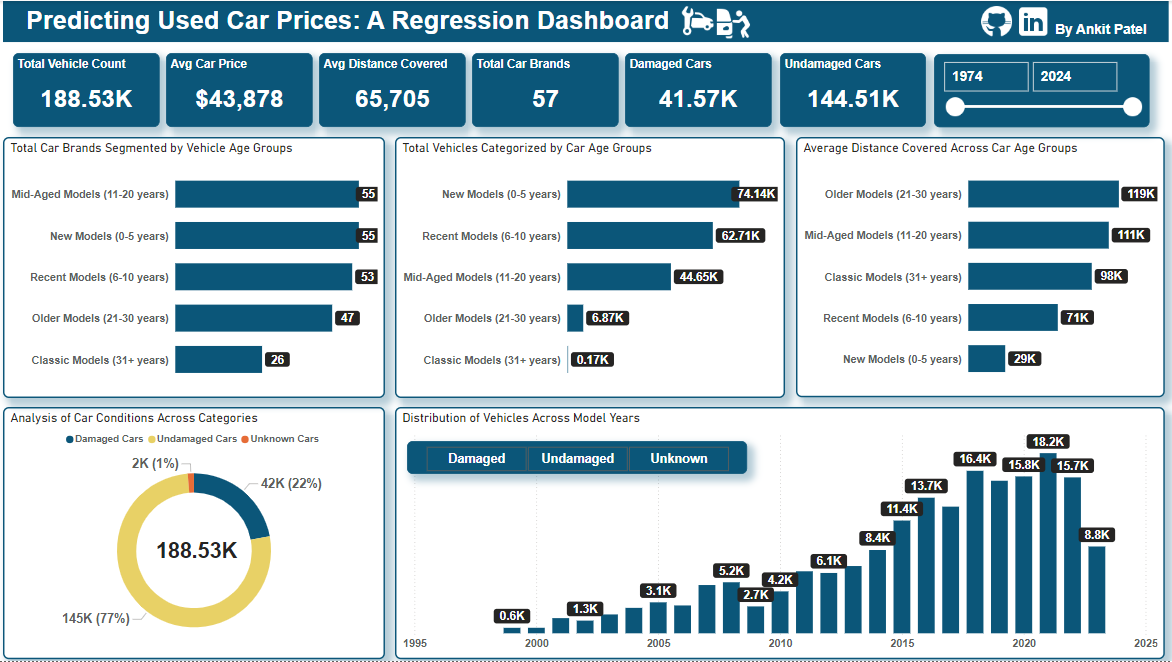 Predicting Used Car Prices: A Regression Dashboard
in By Ankit Patel
Total Vehicle Count
188.53K
Avg Car Price
$43,878
Avg Distance Covered
65,705
Total Car Brands
57
Damaged Cars
41.57K
Undamaged Cars
144.51K
1974 2024
Total Car Brands Segmented by Vehicle Age Groups
Mid-Aged Models (11-20 years) 55
New Models (0-5 years) 55
Recent Models (6-10 years) 53
Older Models (21-30 years) 47
Classic Models (31+ years) 26
Total Vehicles Categorized by Car Age Groups
New Models (0-5 years) 74.14K
Recent Models (6-10 years) 62.71K
Mid-Aged Models (11-20 years) 44.65K
Older Models (21-30 years) 6.87K
Classic Models (31+ years) 0.17K
Average Distance Covered Across Car Age Groups
Older Models (21-30 years) 119K
Mid-Aged Models (11-20 years) 111K
Classic Models (31+ years) 98K
Recent Models (6-10 years) 71K
New Models (0-5 years) 29K
Analysis of Car Conditions Across Categories
Damaged Cars Undamaged Cars Unknown Cars
2K (1%)
42K (22%)
188.53K
145K (77%)
Distribution of Vehicles Across Model Years
Damaged Undamaged Unknown
0.6K 1.3K 3.1K 5.2K 2.7K 4.2K 6.1K 8.4K 11.4K 13.7K 16.4K 15.8K 18.2K 15.7K 8.8K
1995 2000 2005 2010 2015 2020 2025